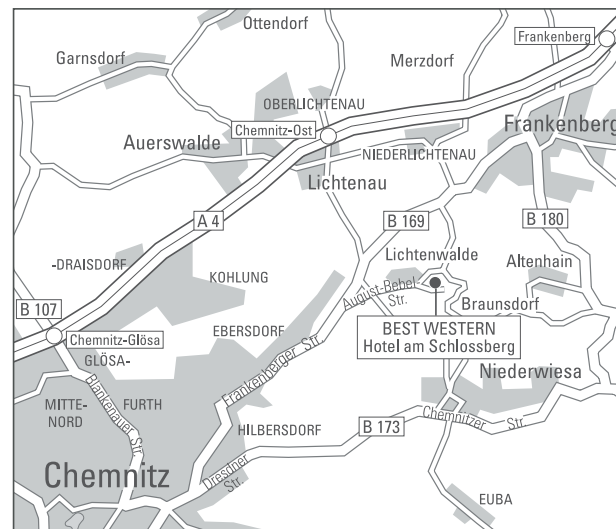 Ottendorf
Frankenberg
Garnsdorf
Merzdorf
OBERLICHTENAU
Chemnitz-Ost
Frankenberg
Auerswalde
NIEDERLICHTENAU
Lichtenau
A 4
B 169
B 180
-DRAISDORF
Lichtenwalde
KOHLUNG
Altenhain
August-Bebel
Str.
B 107
Braunsdorf
Chemnitz-Glösa
EBERSDORF
BEST WESTERN
Hotel am Schlossberg
GLÖSA-
Niederwiesa
Frankenberger Str.
Blankenauer Str.
MITTE-
NORD
FURTH
Chemnitzer Str.
HILBERSDORF
B 173
Chemnitz
Dresdner
Str.
EUBA